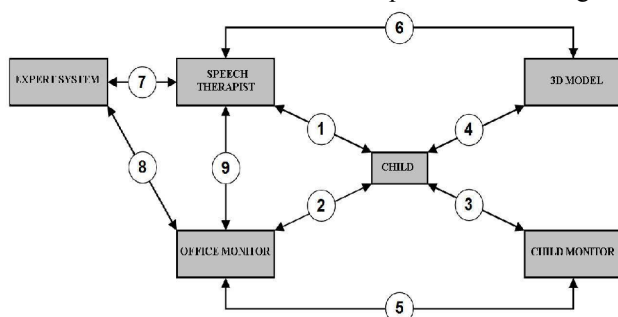 6
EXPERT SYSTEM
7
SPEECH
THERAPIST
3D MODEL
1
4
8
9
CHILD
2
3
OFFICE MONITOR
CHILD MONITOR
5